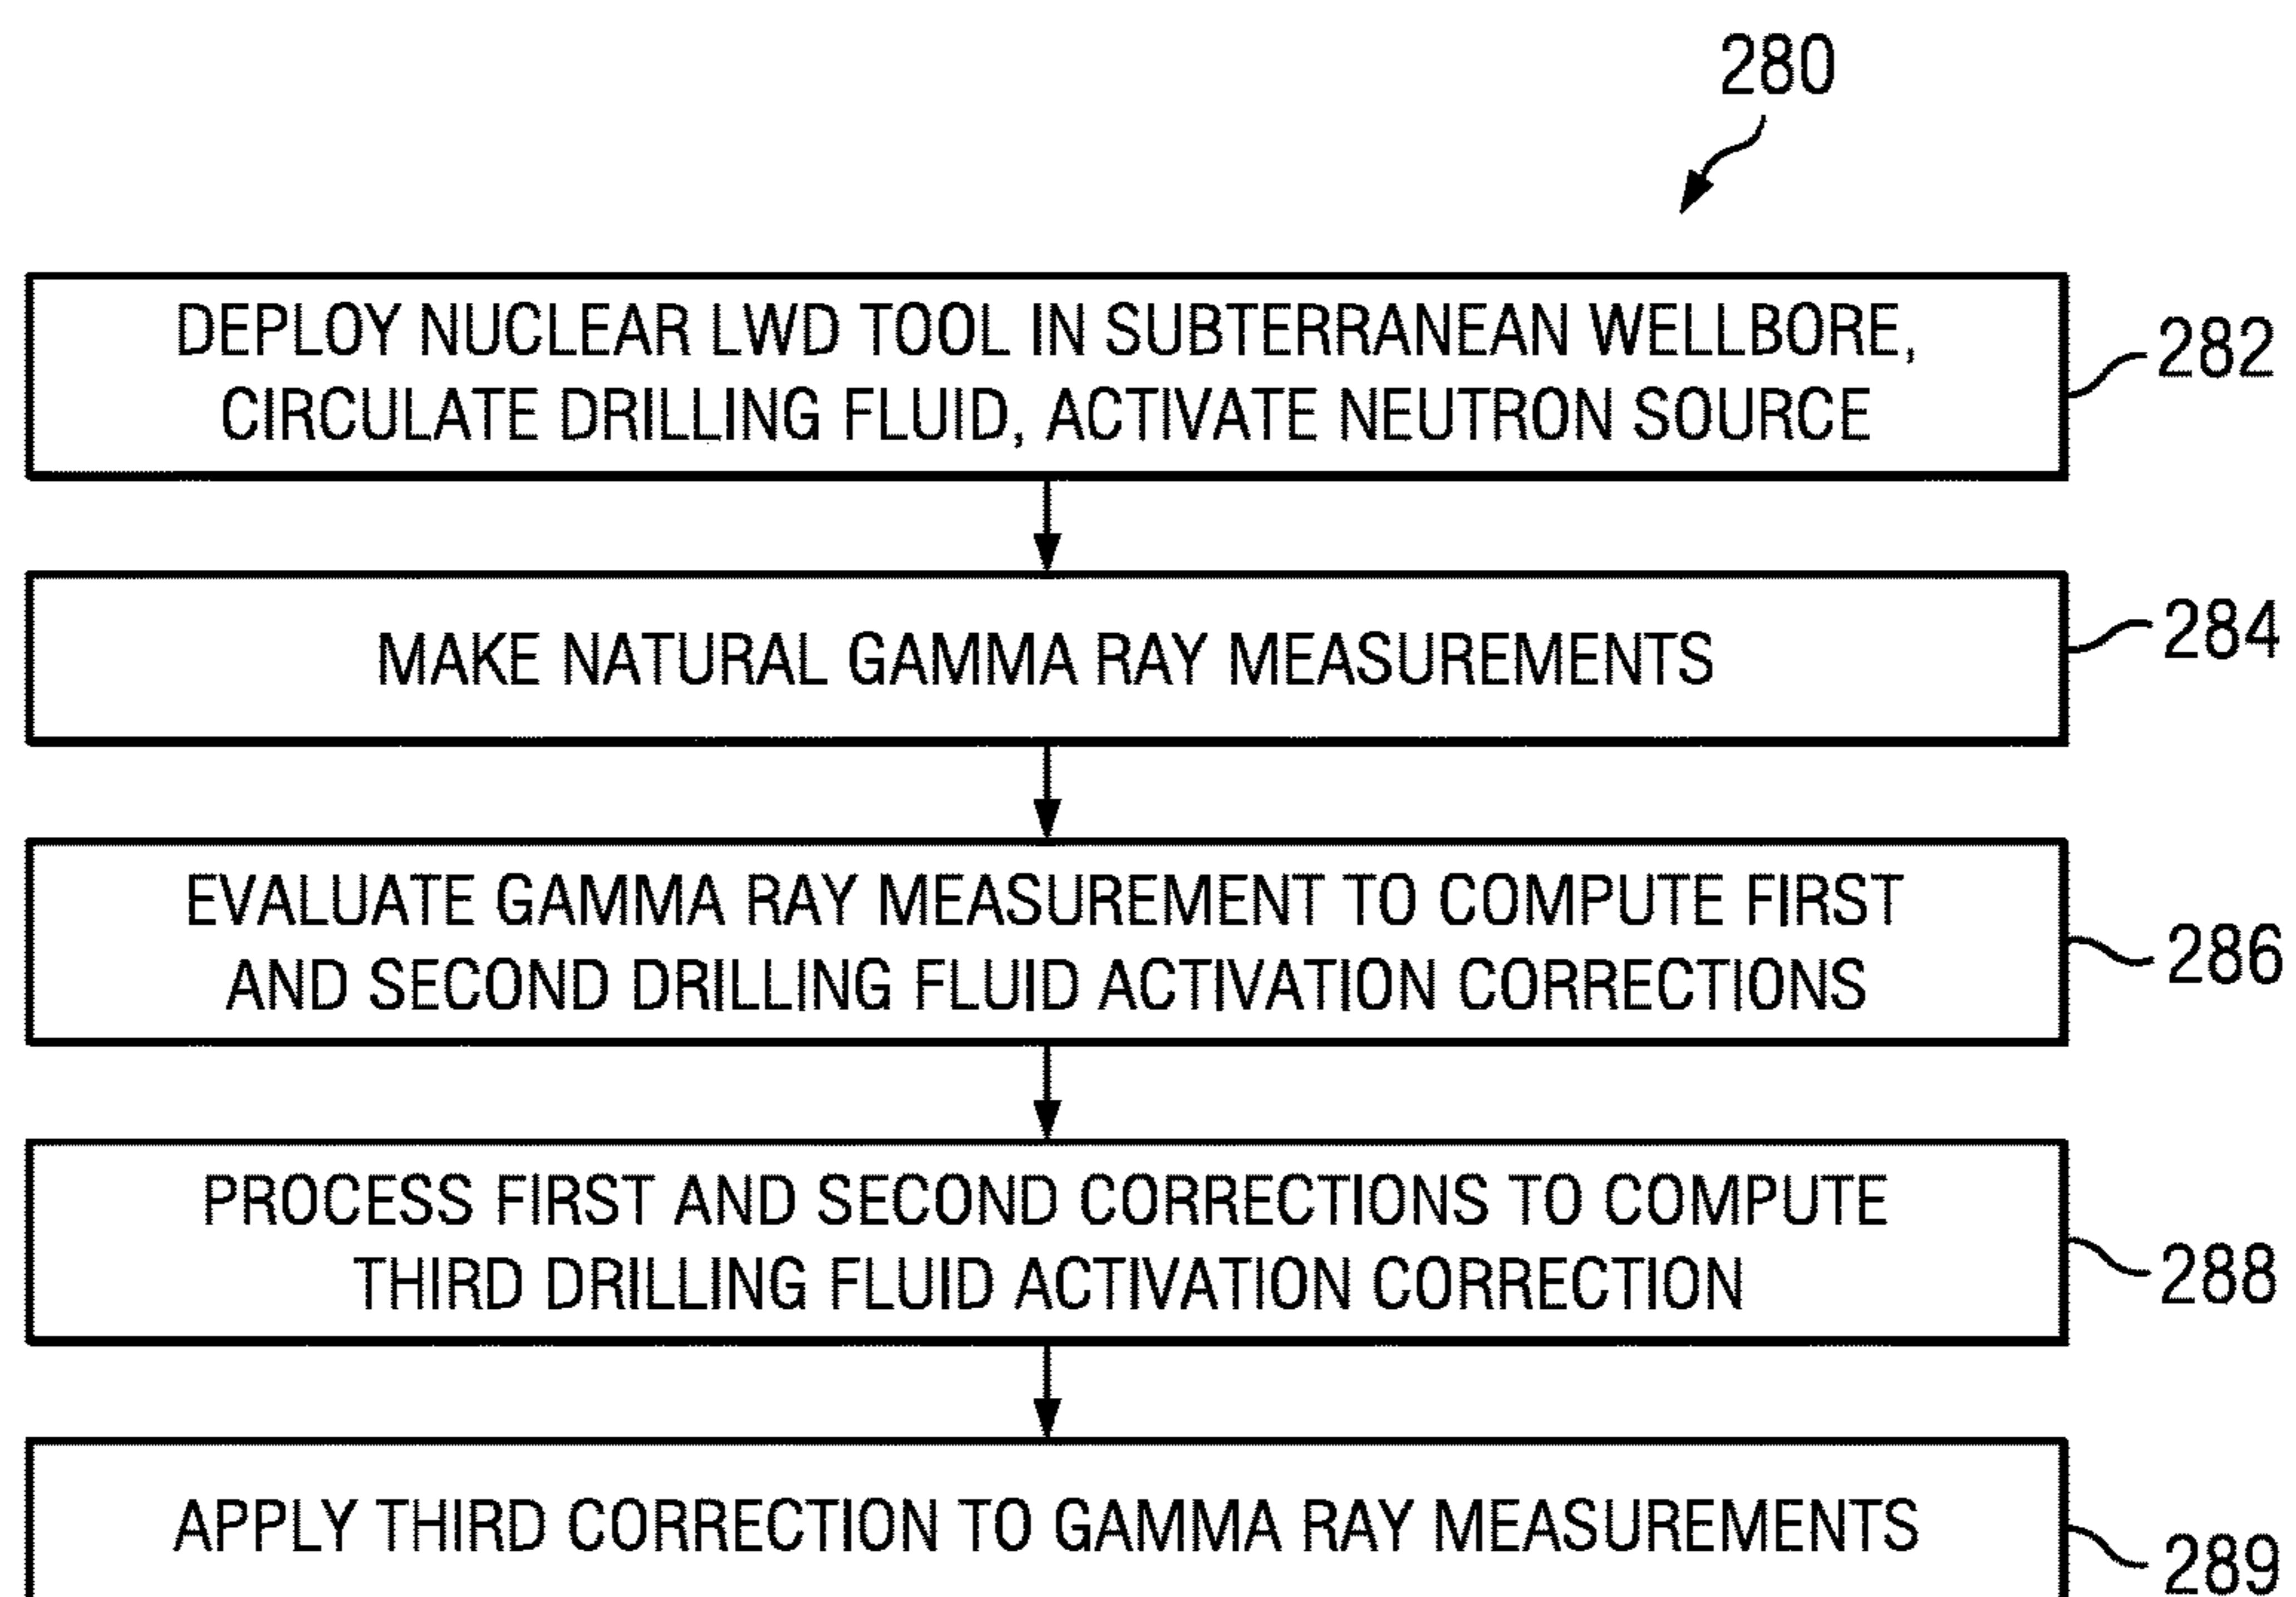 280
DEPLOY NUCLEAR LWD TOOL IN SUBTERRANEAN WELLBORE,
CIRCULATE DRILLING FLUID, ACTIVATE NEUTRON SOURCE
282
MAKE NATURAL GAMMA RAY MEASUREMENTS
284
EVALUATE GAMMA RAY MEASUREMENT TO COMPUTE FIRST
AND SECOND DRILLING FLUID ACTIVATION CORRECTIONS
286
PROCESS FIRST AND SECOND CORRECTIONS TO COMPUTE
THIRD DRILLING FLUID ACTIVATION CORRECTION
288
APPLY THIRD CORRECTION TO GAMMA RAY MEASUREMENTS
289